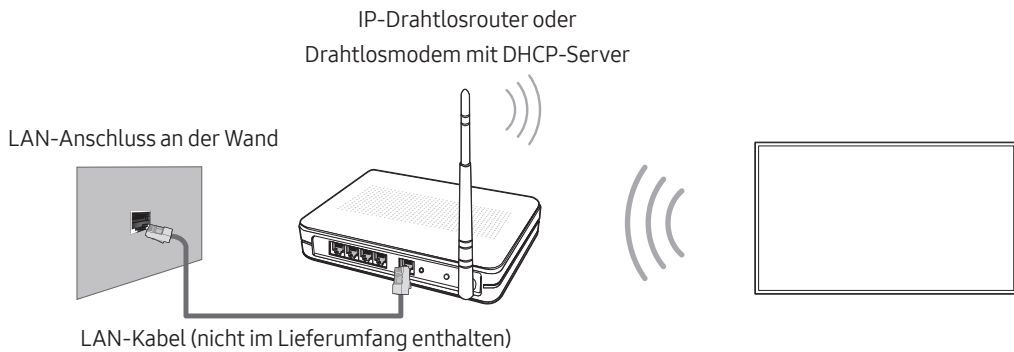 IP-Drahtlosrouter oder
Drahtlosmodem mit DHCP-Server
LAN-Anschluss an der Wand
LAN-Kabel (nicht im Lieferumfang enthalten)